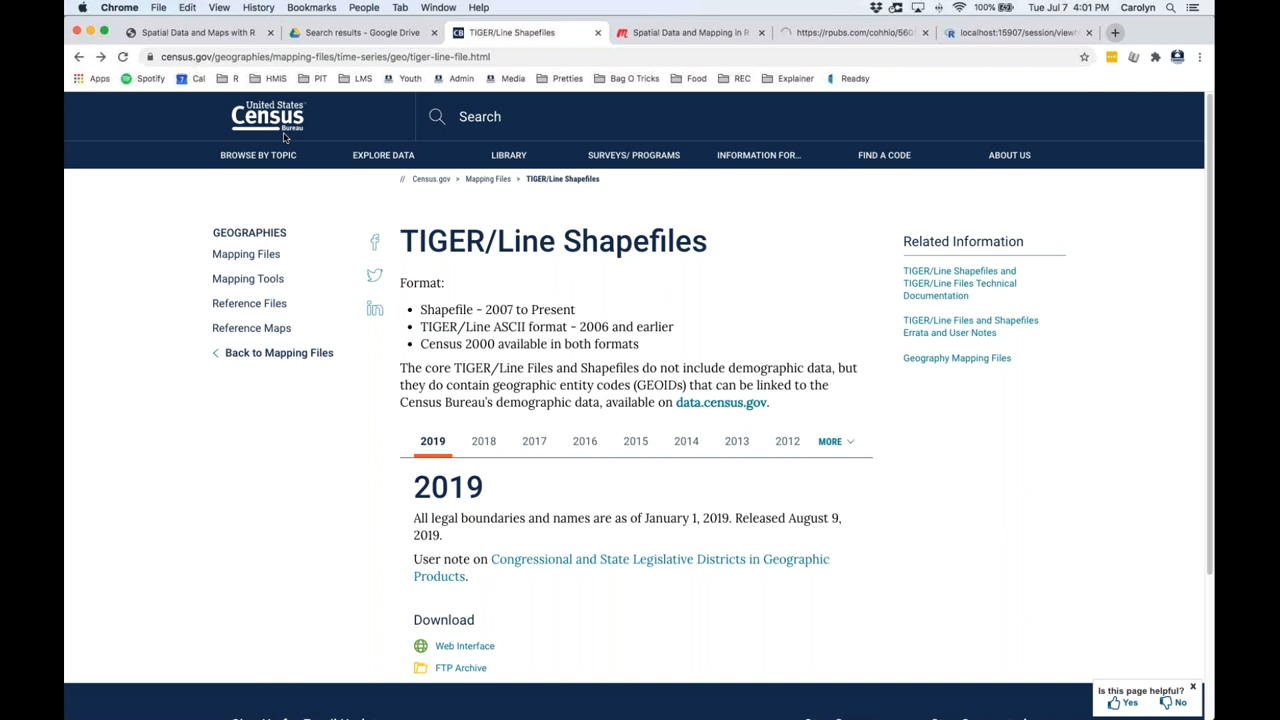 Chrome File Edit View History Bookmarks People Tab Window Help 100% Tue Jul 7 4:01 PM Carolyn
Spatial Data and Maps with R Search results - Google Drive TIGER/Line Shapefiles Spatial Data and Mapping in R https://rpubs.com/cohhio/560 localhost:15907/session/view
census.gov/geographies/mapping-files/time-series/geo/tiger-line-file.html
Apps Spotify Cal R HMIS PIT LMS Youth Admin Media Pretties Bag O Tricks Food REC Explainer Readsy
United States
Census
Bureau
Search
BROWSE BY TOPIC EXPLORE DATA LIBRARY SURVEYS/ PROGRAMS INFORMATION FOR... FIND A CODE ABOUT US
// Census.gov > Mapping Files > TIGER/Line Shapefiles
GEOGRAPHIES
Mapping Files
Mapping Tools
Reference Files
Reference Maps
Back to Mapping Files
TIGER/Line Shapefiles
Format:
• Shapefile - 2007 to Present
• TIGER/Line ASCII format - 2006 and earlier
• Census 2000 available in both formats
The core TIGER/Line Files and Shapefiles do not include demographic data, but
they do contain geographic entity codes (GEOIDs) that can be linked to the
Census Bureau's demographic data, available on data.census.gov.
2019 2018 2017 2016 2015 2014 2013 2012 MORE
2019
All legal boundaries and names are as of January 1, 2019. Released August 9,
2019.
User note on Congressional and State Legislative Districts in Geographic
Products.
Download
Web Interface
FTP Archive
Related Information
TIGER/Line Shapefiles and
TIGER/Line Files Technical
Documentation
TIGER/Line Files and Shapefiles
Errata and User Notes
Geography Mapping Files
Is this page helpful? x
Yes No